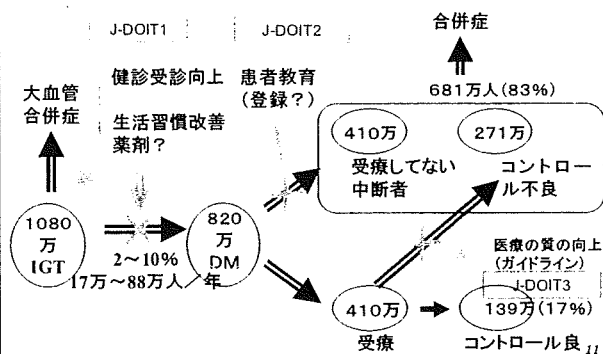 J-DOIT1
J-DOIT2
合併症
健診受診向上
患者教育
(登録？)
681万人(83%)
大血管
合併症
生活習慣改善
薬剤？
410万
271万
受療してない
中断者
コントロー
ル不良
1080
万
IGT
820
万
DM
2～10%
17万～88万人／年
医療の質の向上
(ガイドライン)
J-DOIT3
410万
139万(17%)
受療
コントロール良
11